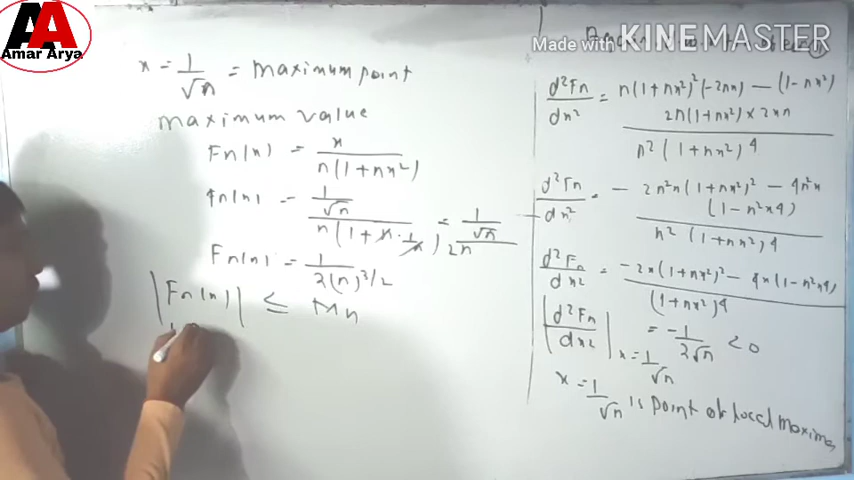 AA
Amar Arya
Made with KINEMASTER
x = 1/√n = maximum point
maximum value
Fn(x) = x / n(1+nx²)
fn(x) = 1/√n / n(1+n·1/n) = 1/√n / 2n
Fn(x) = 1 / 2(n)^3/2
|Fn(x)| ≤ Mn
d²Fn/dx² = n(1+nx²)²(-2nx) — (1-nx²) 2n(1+nx²)×2xn / n²(1+nx²)4
d²Fn/dx² = - 2n²x(1+nx²)² - 4n²x (1-n²x4) / n²(1+nx²)4
d²Fn/dx² = -2x(1+nx²)² - 4x(1-n²x4) / (1+nx²)4
|d²Fn/dx²| x=1/√n = -1/2√n < 0
x = 1/√n is point of local maxima